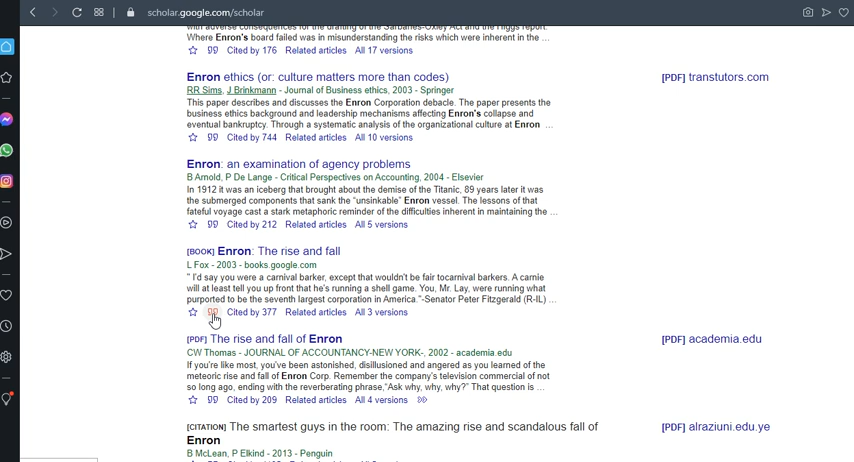 scholar.google.com/scholar
with adverse consequences for the drafting of the Sarbanes-Oxley Act and the Higgs report.
Where Enron's board failed was in misunderstanding the risks which were inherent in the ...
Cited by 176 Related articles All 17 versions
Enron ethics (or: culture matters more than codes)
[PDF] transtutors.com
RR Sims, J Brinkmann - Journal of Business ethics, 2003 - Springer
This paper describes and discusses the Enron Corporation debacle. The paper presents the
business ethics background and leadership mechanisms affecting Enron's collapse and
eventual bankruptcy. Through a systematic analysis of the organizational culture at Enron ...
Cited by 744 Related articles All 10 versions
Enron: an examination of agency problems
B Arnold, P De Lange - Critical Perspectives on Accounting, 2004 - Elsevier
In 1912 it was an iceberg that brought about the demise of the Titanic, 89 years later it was
the submerged components that sank the “unsinkable” Enron vessel. The lessons of that
fateful voyage cast a stark metaphoric reminder of the difficulties inherent in maintaining the ...
Cited by 212 Related articles All 5 versions
[BOOK] Enron: The rise and fall
L Fox - 2003 - books.google.com
" I'd say you were a carnival barker, except that wouldn't be fair tocarnival barkers. A carnie
will at least tell you up front that he's running a shell game. You, Mr. Lay, were running what
purported to be the seventh largest corporation in America."-Senator Peter Fitzgerald (R-IL) ...
Cited by 377 Related articles All 3 versions
[PDF] The rise and fall of Enron
[PDF] academia.edu
CW Thomas - JOURNAL OF ACCOUNTANCY-NEW YORK-, 2002 - academia.edu
If you're like most, you've been astonished, disillusioned and angered as you learned of the
meteoric rise and fall of Enron Corp. Remember the company's television commercial of not
so long ago, ending with the reverberating phrase,“Ask why, why, why?” That question is ...
Cited by 209 Related articles All 4 versions
[CITATION] The smartest guys in the room: The amazing rise and scandalous fall of
Enron
[PDF] alraziuni.edu.ye
B McLean, P Elkind - 2013 - Penguin